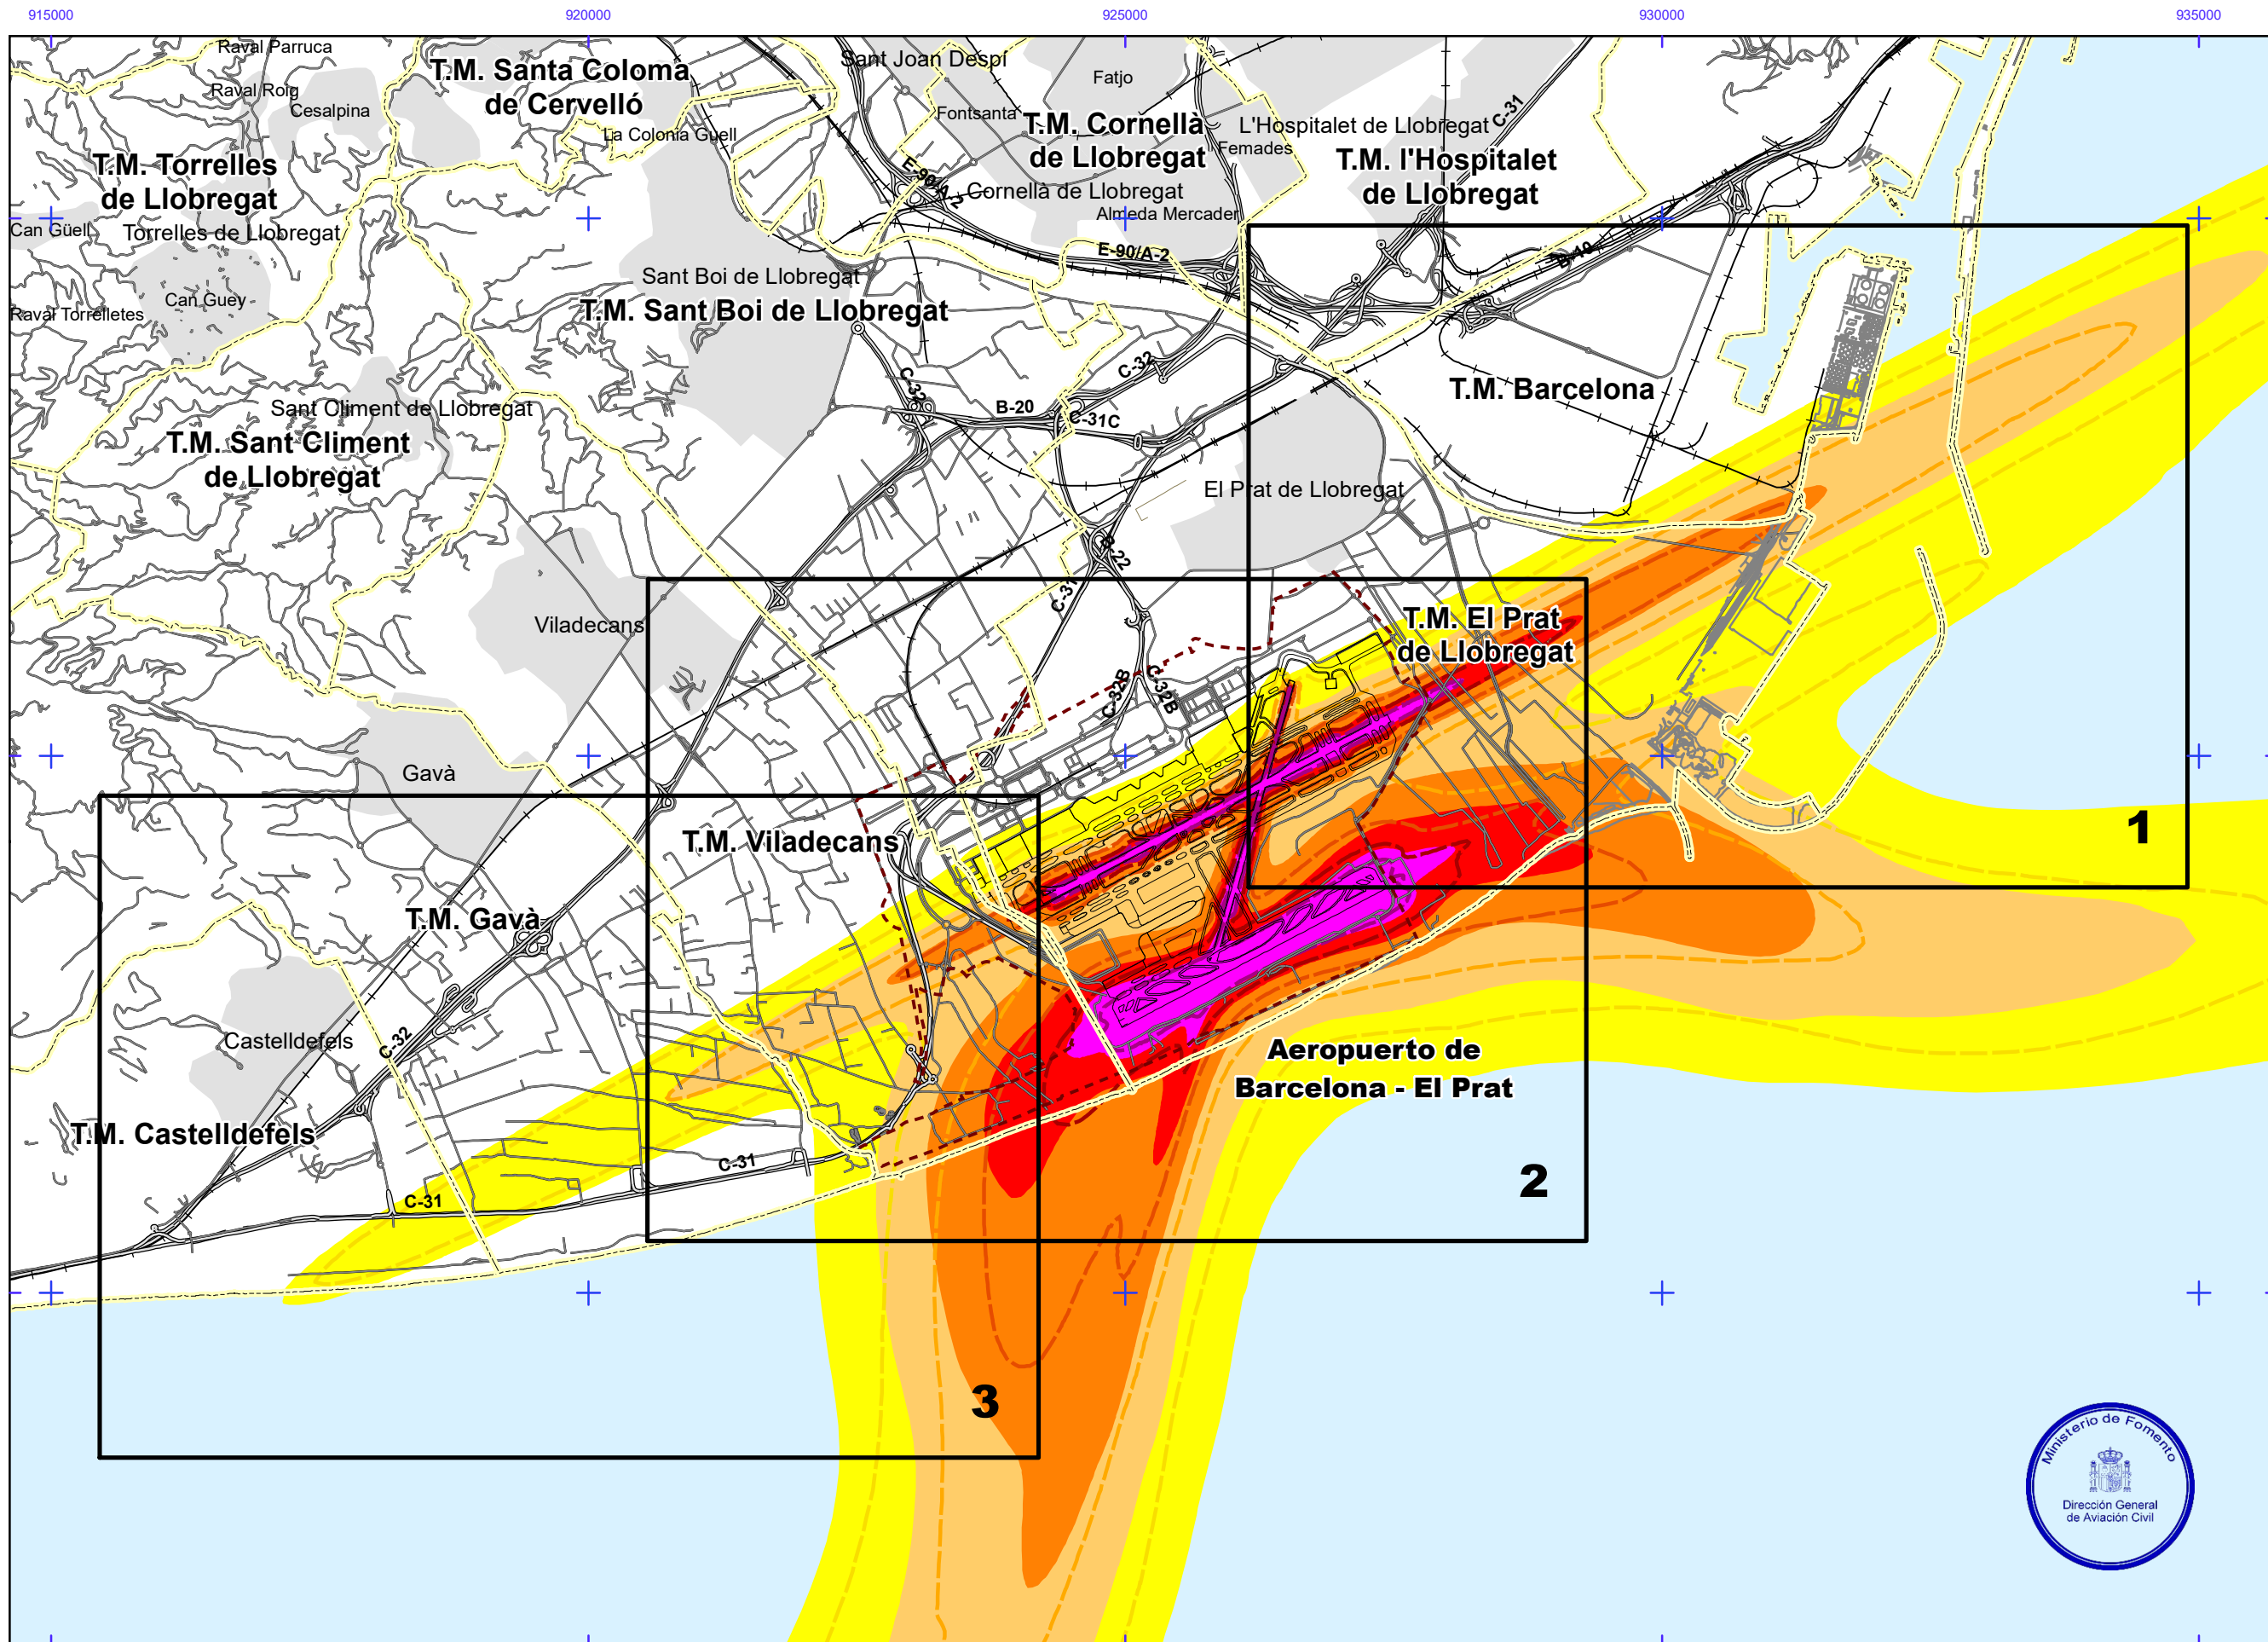 915000
920000
925000
930000
935000
Raval Parruca
T.M. Santa Coloma
de Cervelló
Sant Joan Despí
Fatjo
Raval Roig
Cesalpina
Fontsanta
La Colonia Guell
T.M. Cornellà
de Llobregat
L'Hospitalet de Llobregat
Femades
C-31
T.M. l'Hospitalet
de Llobregat
T.M. Torrelles
de Llobregat
E-90/A-2
Cornellà de Llobregat
Almeda Mercader
Can Güell
Torrelles de Llobregat
E-90/A-2
B-10
Sant Boi de Llobregat
T.M. Sant Boi de Llobregat
Can Guey
Raval Torrelletes
C-32
C-32
T.M. Barcelona
Sant Climent de Llobregat
B-20
C-31C
T.M. Sant Climent
de Llobregat
El Prat de Llobregat
B-22
C-31
Viladecans
T.M. El Prat
de Llobregat
C-32B
C-32B
Gavà
T.M. Viladecans
1
T.M. Gavà
Castelldefels
C-32
Aeropuerto de
Barcelona - El Prat
T.M. Castelldefels
C-31
2
C-31
3
Ministerio de Fomento
Dirección General
de Aviación Civil